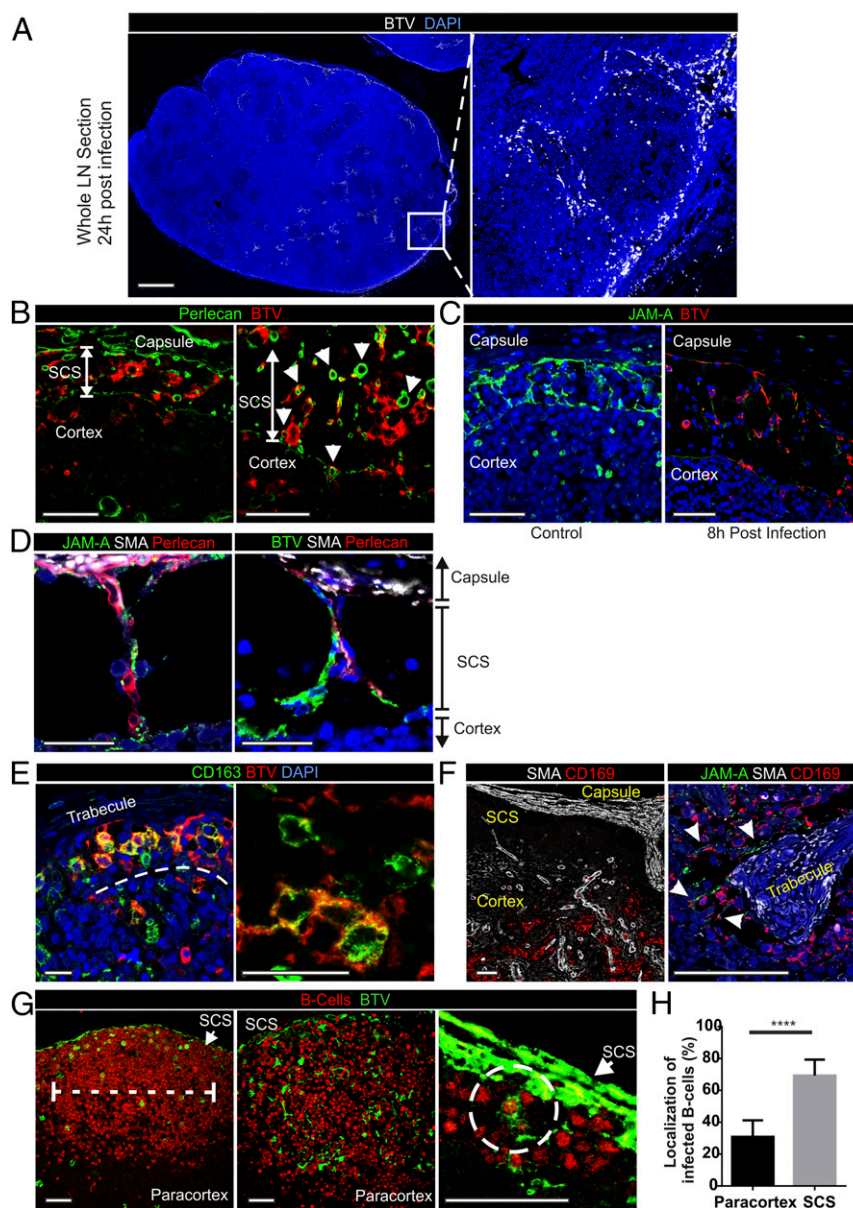 A
BTV DAPI
Whole LN Section
24h post infection
B
Perlecan BTV
Capsule
SCS
Cortex
SCS
Cortex
C
JAM-A BTV
Capsule
Cortex
Control
Capsule
Cortex
8h Post Infection
D
JAM-A SMA Perlecan
BTV SMA Perlecan
Capsule
SCS
Cortex
E
CD163 BTV DAPI
Trabecule
F
SMA CD169
Capsule
SCS
Cortex
JAM-A SMA CD169
Trabecule
G
B-Cells BTV
SCS
Paracortex
SCS
Paracortex
SCS
H
****
Localization of
infected B-cells (%)
100
80
60
40
20
0
Paracortex SCS